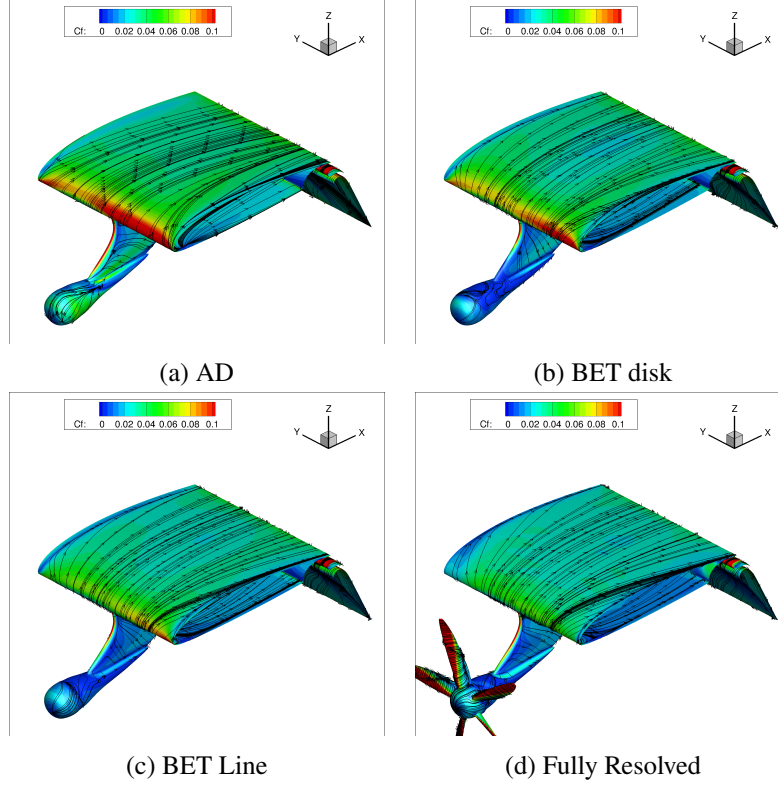 Cf: 0 0.02 0.04 0.06 0.08 0.1
Z
Y X
Cf: 0 0.02 0.04 0.06 0.08 0.1
Z
Y X
(a) AD
(b) BET disk
Cf: 0 0.02 0.04 0.06 0.08 0.1
Z
Y X
Cf: 0 0.02 0.04 0.06 0.08 0.1
Z
Y X
(c) BET Line
(d) Fully Resolved